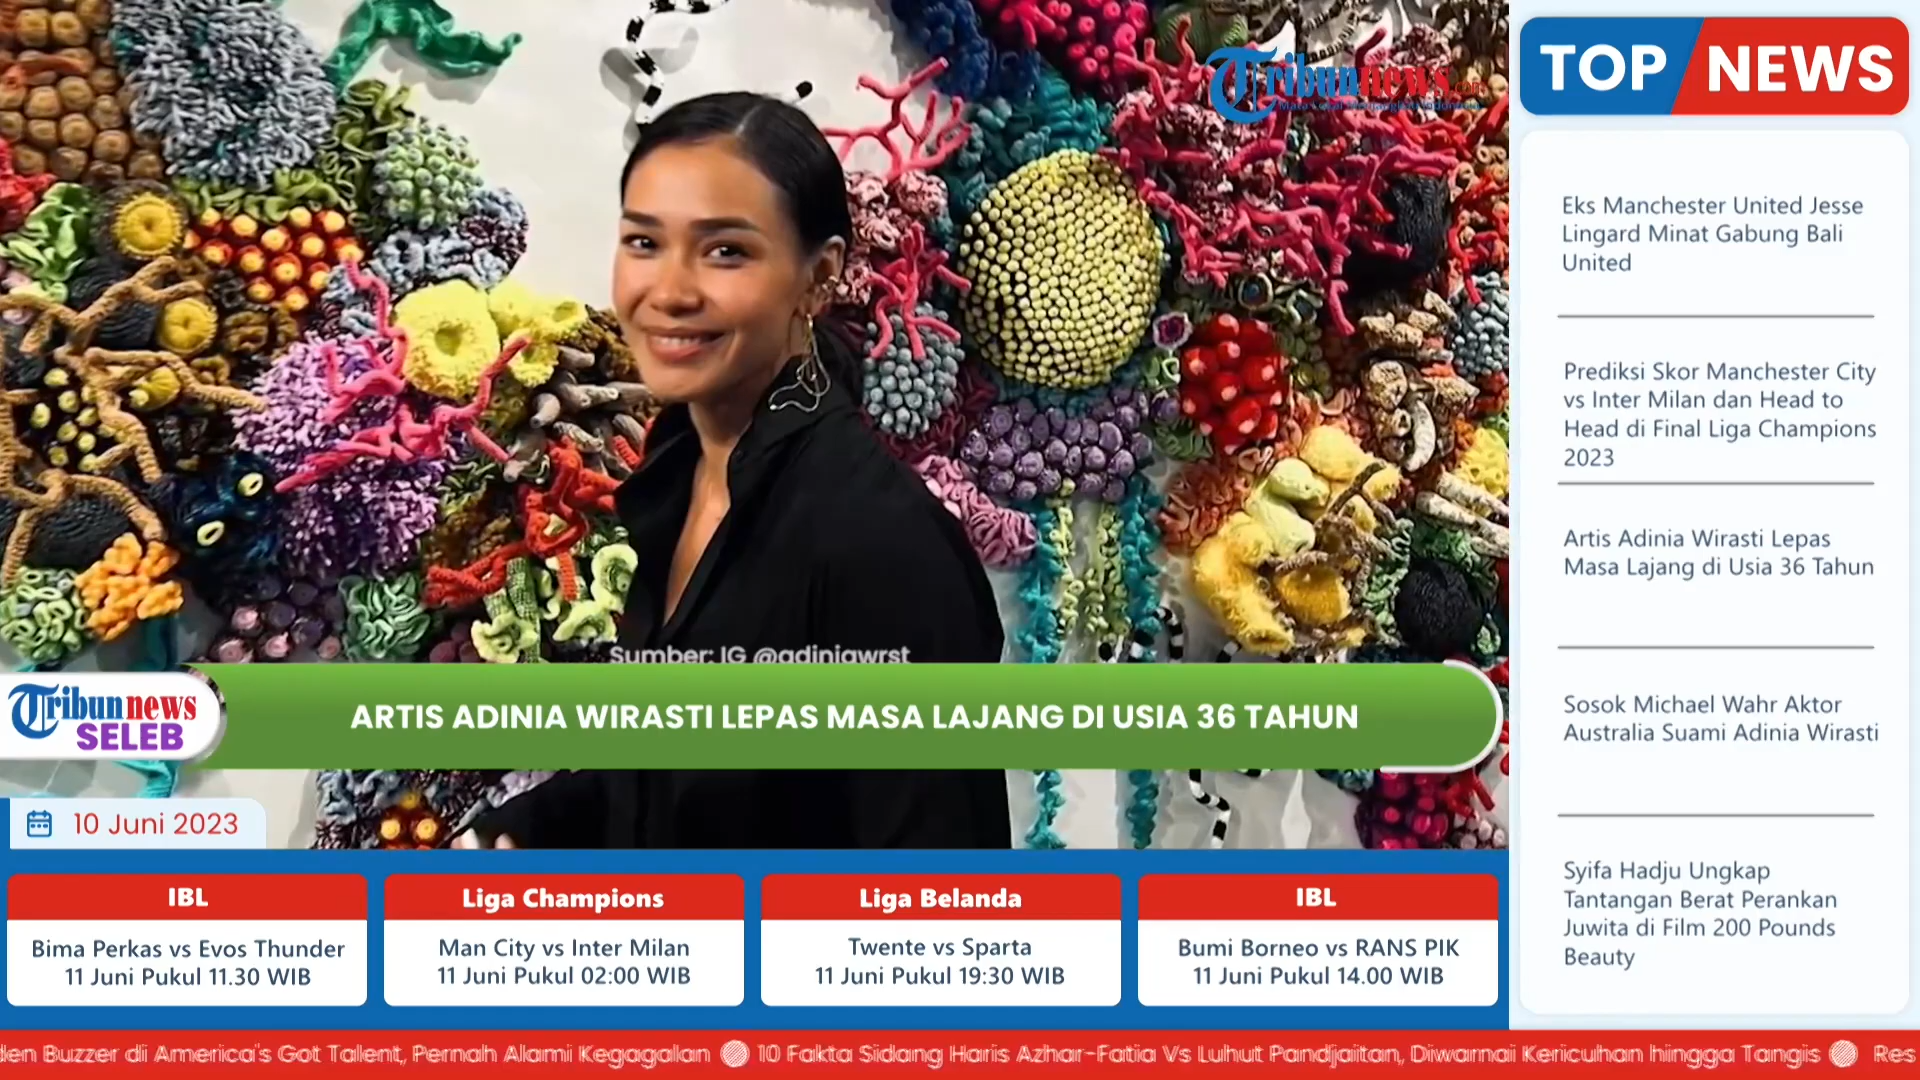 Tribunnews.com
Mata Lokal Menjangkau Indonesia
TOP NEWS
Eks Manchester United Jesse
Lingard Minat Gabung Bali
United
Prediksi Skor Manchester City
vs Inter Milan dan Head to
Head di Final Liga Champions
2023
Artis Adinia Wirasti Lepas
Masa Lajang di Usia 36 Tahun
Sosok Michael Wahr Aktor
Australia Suami Adinia Wirasti
Syifa Hadju Ungkap
Tantangan Berat Perankan
Juwita di Film 200 Pounds
Beauty
Sumber: IG @adiniawrst
Tribunnews
SELEB
ARTIS ADINIA WIRASTI LEPAS MASA LAJANG DI USIA 36 TAHUN
10 Juni 2023
IBL
Bima Perkas vs Evos Thunder
11 Juni Pukul 11.30 WIB
Liga Champions
Man City vs Inter Milan
11 Juni Pukul 02:00 WIB
Liga Belanda
Twente vs Sparta
11 Juni Pukul 19:30 WIB
IBL
Bumi Borneo vs RANS PIK
11 Juni Pukul 14.00 WIB
den Buzzer di America's Got Talent, Pernah Alami Kegagalan 10 Fakta Sidang Haris Azhar-Fatia Vs Luhut Pandjaitan, Diwarnai Kericuhan hingga Tangis Res